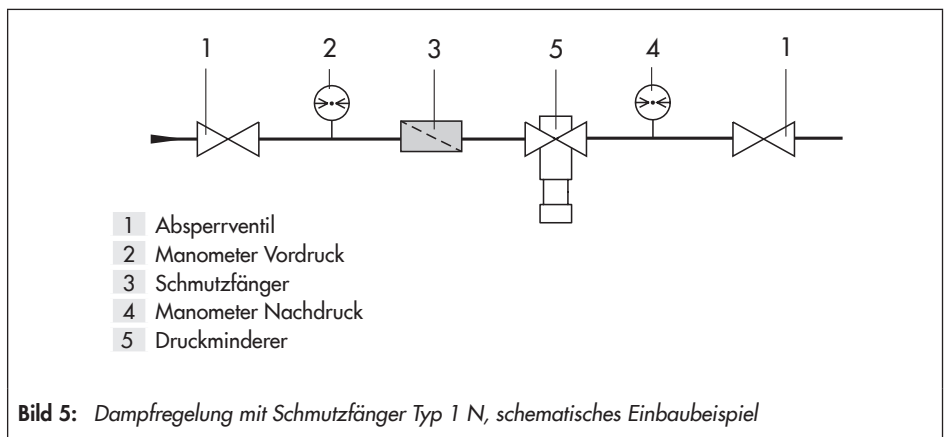 1 2 3 5 4 1
1 Absperrventil
2 Manometer Vordruck
3 Schmutzfänger
4 Manometer Nachdruck
5 Druckminderer
Bild 5: Dampfregelung mit Schmutzfänger Typ 1 N, schematisches Einbaubeispiel